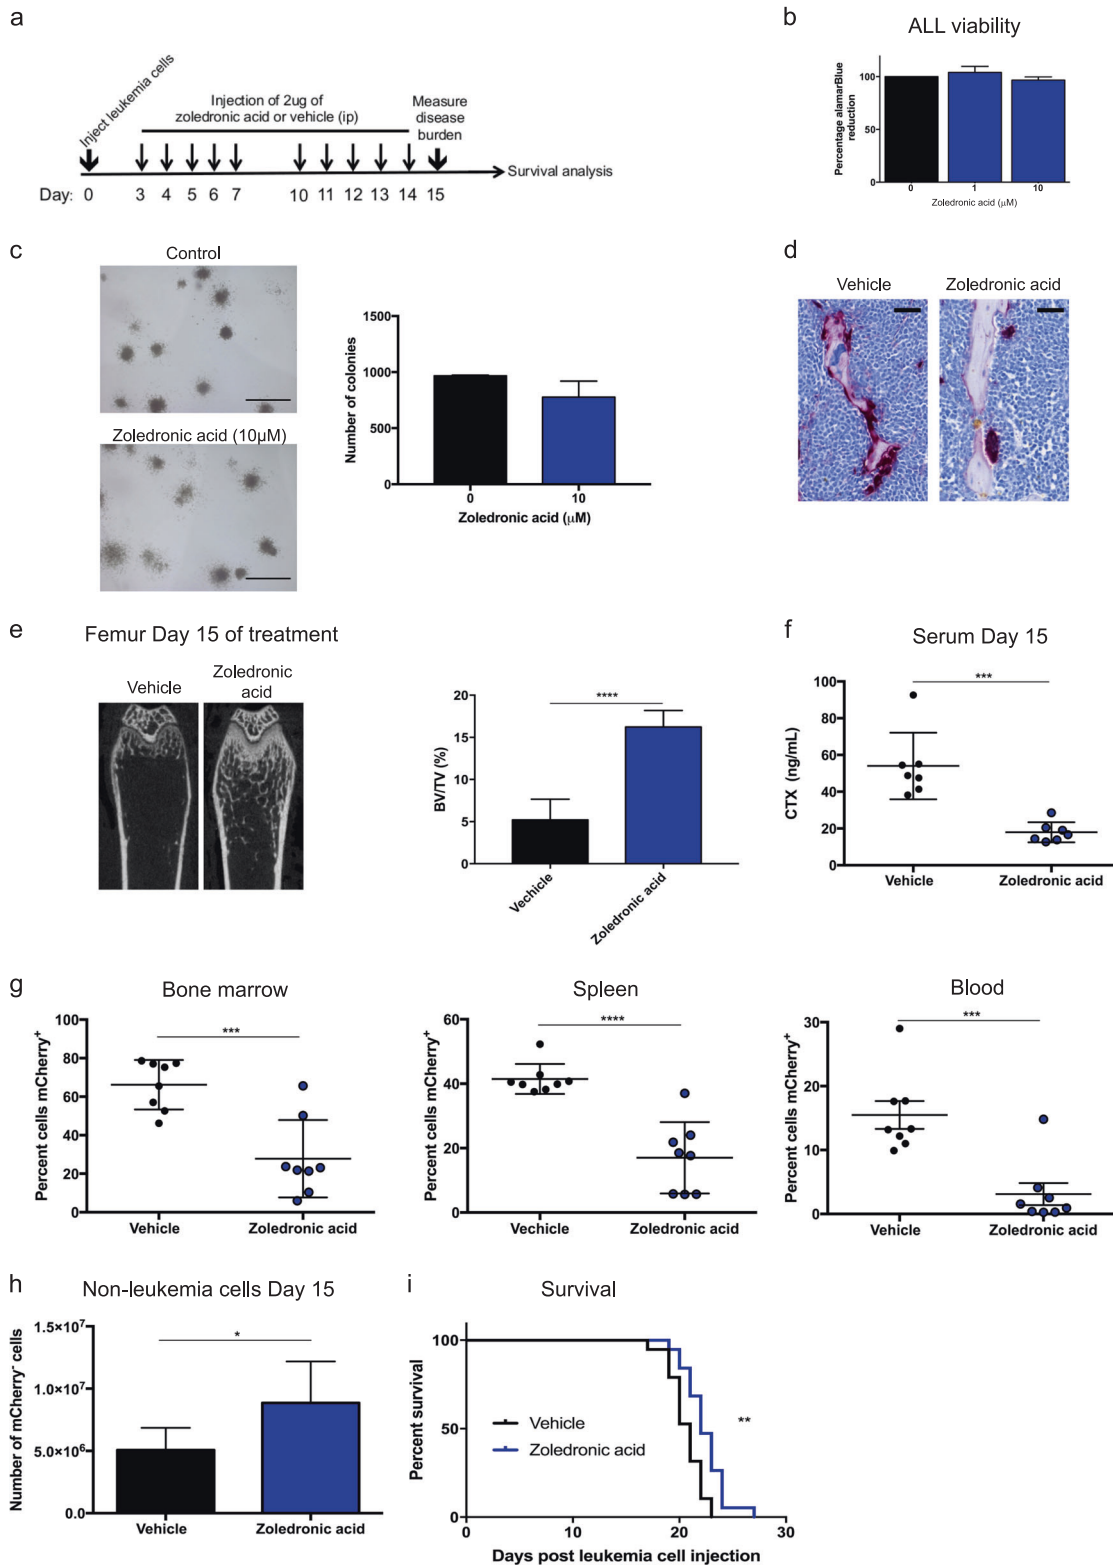 a
Inject leukemia cells
Injection of 2ug of
zoledronic acid or vehicle (ip)
Measure
disease
burden
Survival analysis
Day: 0 3 4 5 6 7 10 11 12 13 14 15
b
ALL viability
Percentage alamarBlue
reduction
100
50
0
0 1 10
Zoledronic acid (μM)
c
Control
Zoledronic acid (10μM)
Number of colonies
1500
1000
500
0
0 10
Zoledronic acid (μM)
d
Vehicle Zoledronic acid
e
Femur Day 15 of treatment
Vehicle
Zoledronic
acid
BV/TV (%)
20
15
10
5
0
****
Vechicle
Zoledronic acid
f
Serum Day 15
CTX (ng/mL)
100
80
60
40
20
0
***
Vehicle Zoledronic acid
g
Bone marrow
Percent cells mCherry⁺
100
80
60
40
20
0
***
Vehicle Zoledronic acid
Spleen
Percent cells mCherry⁺
60
40
20
0
****
Vechicle Zoledronic acid
Blood
Percent cells mCherry⁺
30
20
10
0
***
Vehicle Zoledronic acid
h
Non-leukemia cells Day 15
Number of mCherry⁻ cells
1.5×10⁷
1.0×10⁷
5.0×10⁶
0.0
*
Vehicle Zoledronic acid
i
Survival
Percent survival
100
50
0
Vehicle
Zoledronic acid
**
0 10 20 30
Days post leukemia cell injection